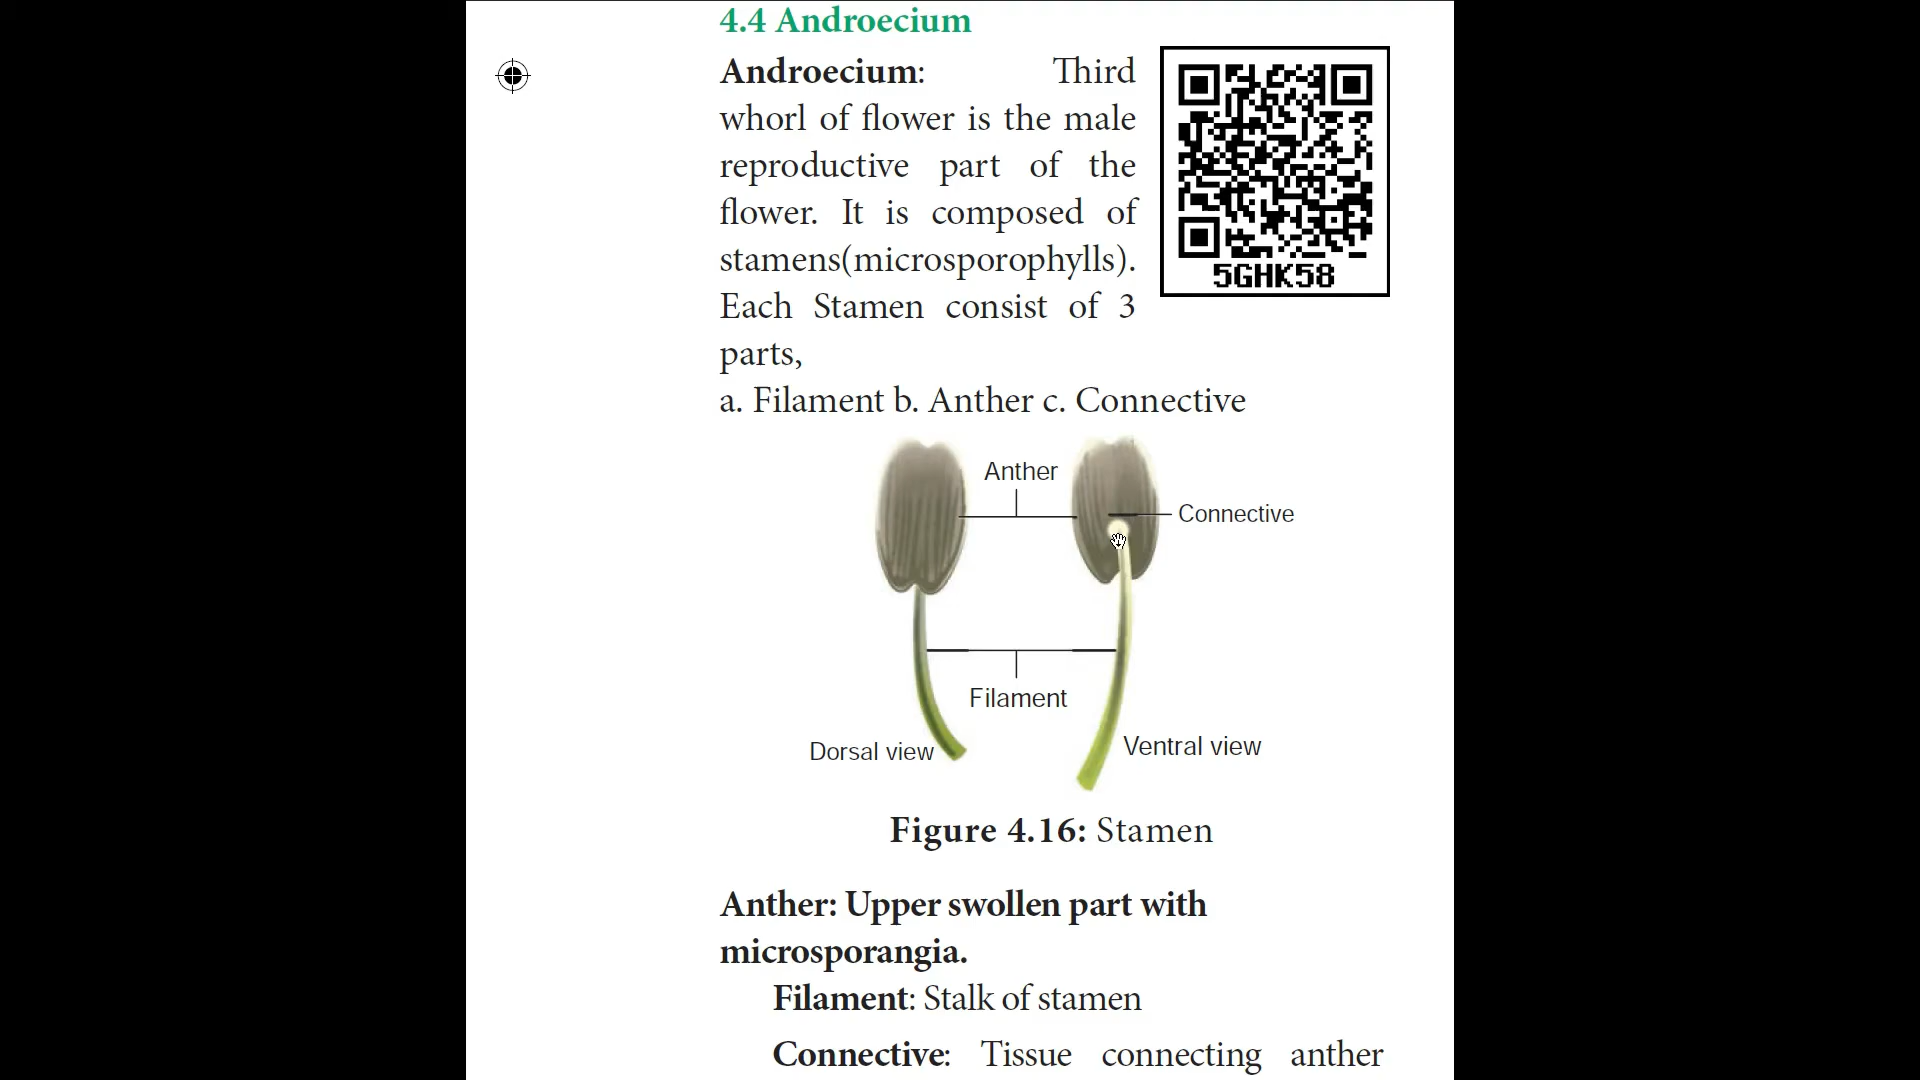 4.4 Androecium
Androecium: Third
whorl of flower is the male
reproductive part of the
flower. It is composed of
stamens(microsporophylls).
Each Stamen consist of 3
parts,
5GHK58
a. Filament b. Anther c. Connective
Anther
Connective
Filament
Dorsal view
Ventral view
Figure 4.16: Stamen
Anther: Upper swollen part with
microsporangia.
Filament: Stalk of stamen
Connective: Tissue connecting anther